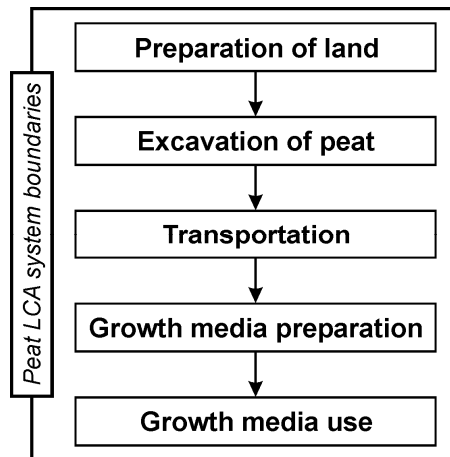 Peat LCA system boundaries
Preparation of land
Excavation of peat
Transportation
Growth media preparation
Growth media use